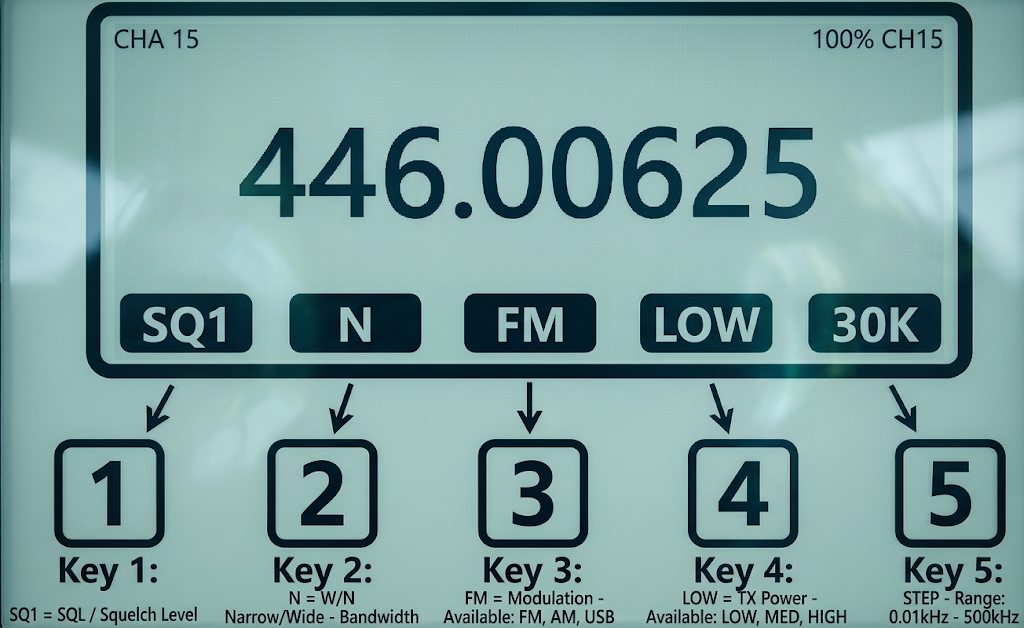 CHA 15
100% CH15
446.00625
SQ1
N
FM
LOW
30K
1
2
3
4
5
Key 1:
SQ1 = SQL / Squelch Level
Key 2:
N = W/N
Narrow/Wide - Bandwidth
Key 3:
FM = Modulation -
Available: FM, AM, USB
Key 4:
LOW = TX Power -
Available: LOW, MED, HIGH
Key 5:
STEP - Range:
0.01kHz - 500kHz